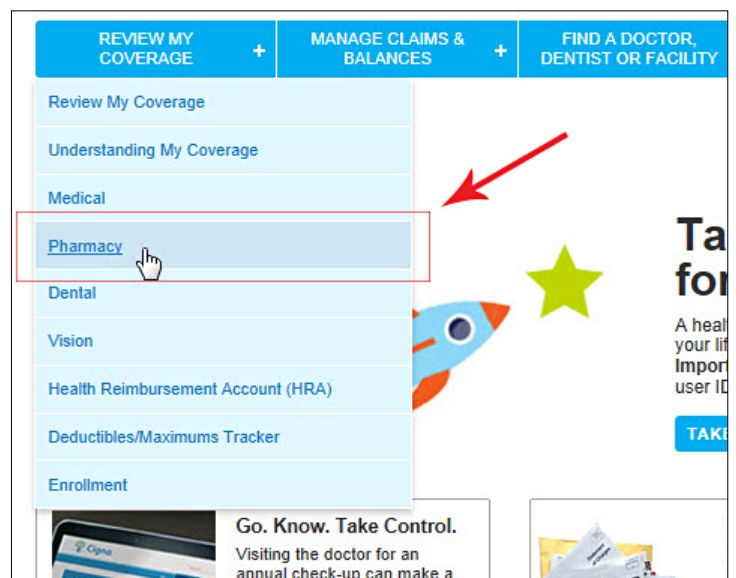 REVIEW MY
COVERAGE
+
MANAGE CLAIMS &
BALANCES
+
FIND A DOCTOR,
DENTIST OR FACILITY
Review My Coverage
Understanding My Coverage
Medical
Pharmacy
Dental
Vision
Health Reimbursement Account (HRA)
Deductibles/Maximums Tracker
Enrollment
Ta
for
A heal
your lif
Import
user ID
TAKE
Go. Know. Take Control.
Visiting the doctor for an
annual check-up can make a
Cigna